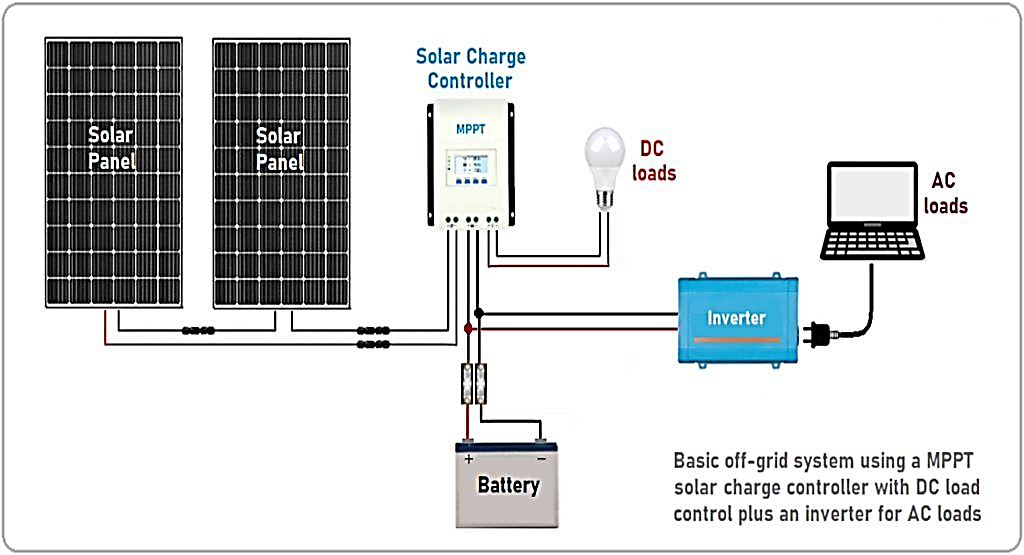 Solar
Panel
Solar
Panel
Solar Charge
Controller
MPPT
DC
loads
AC
loads
Inverter
+
−
Battery
Basic off-grid system using a MPPT
solar charge controller with DC load
control plus an inverter for AC loads